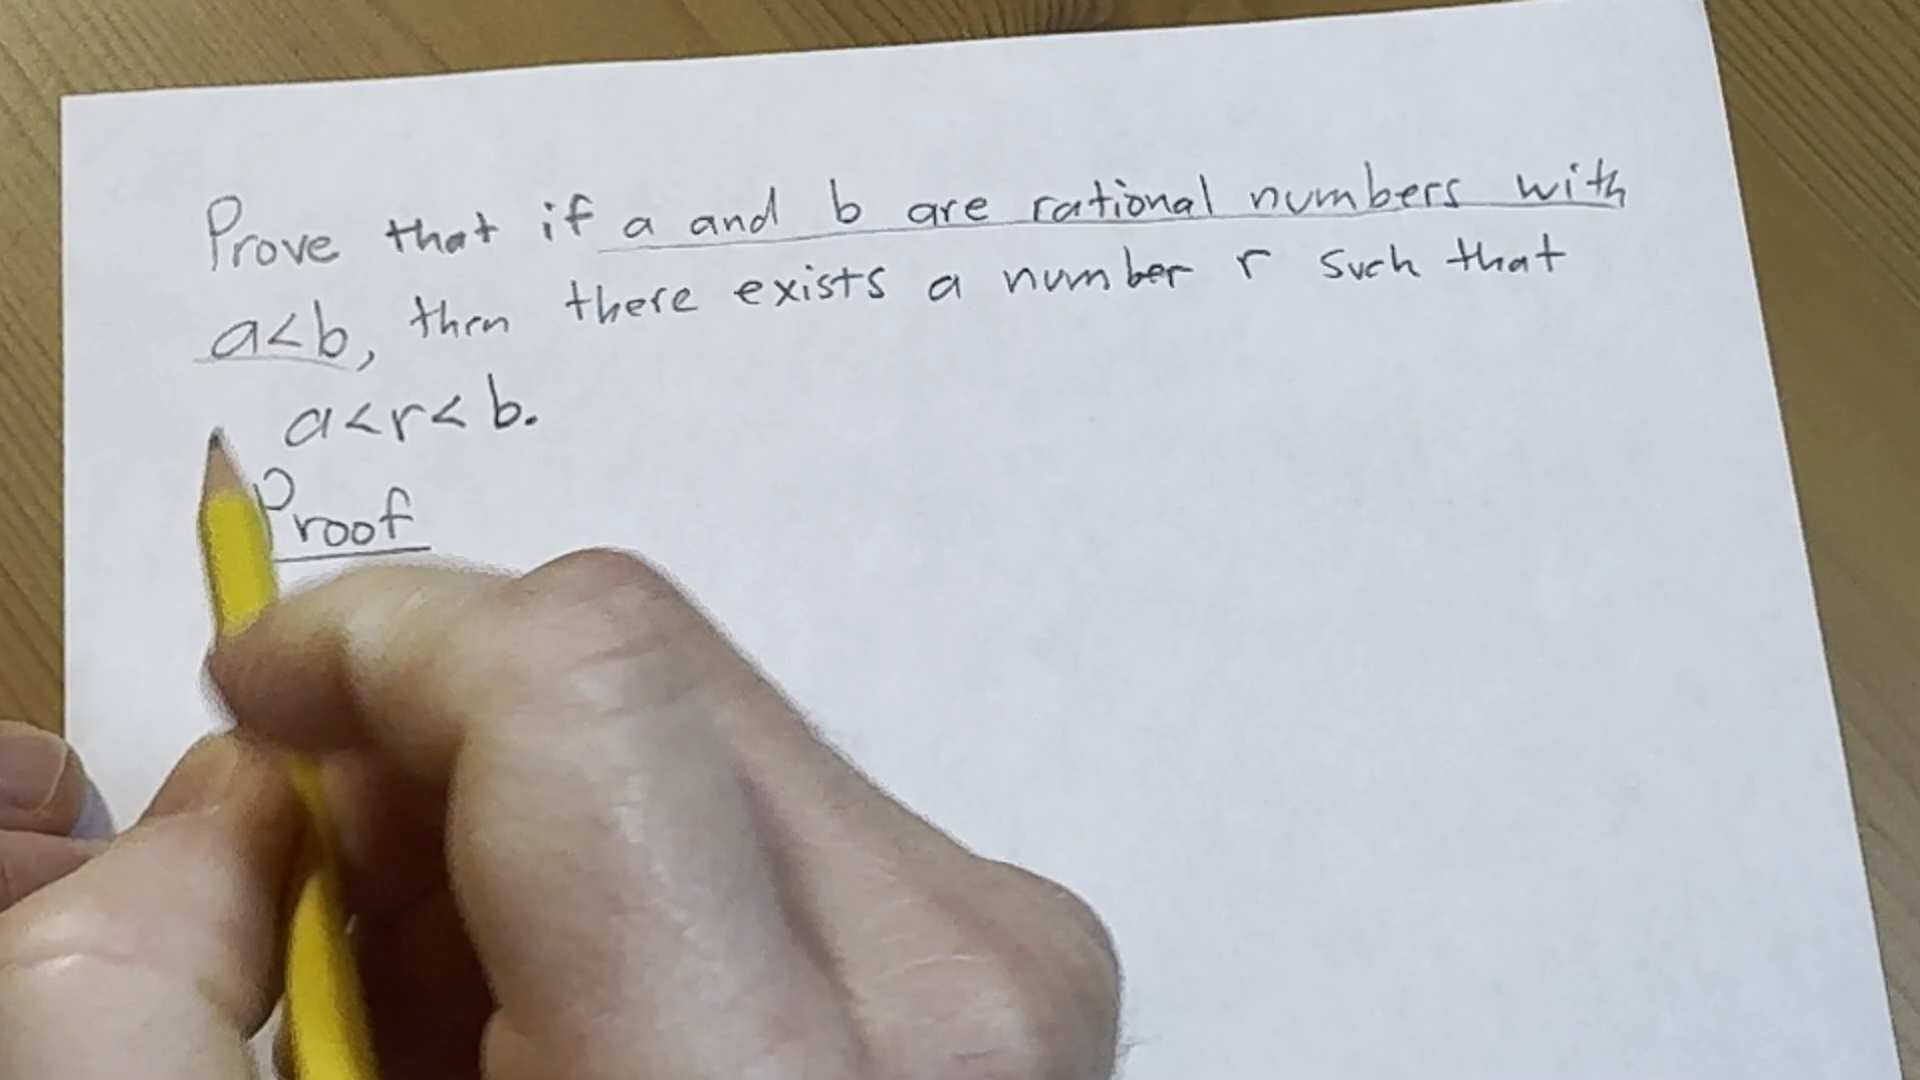 Prove that if a and b are rational numbers with
a<b, then there exists a number r such that
a<r<b.
Proof